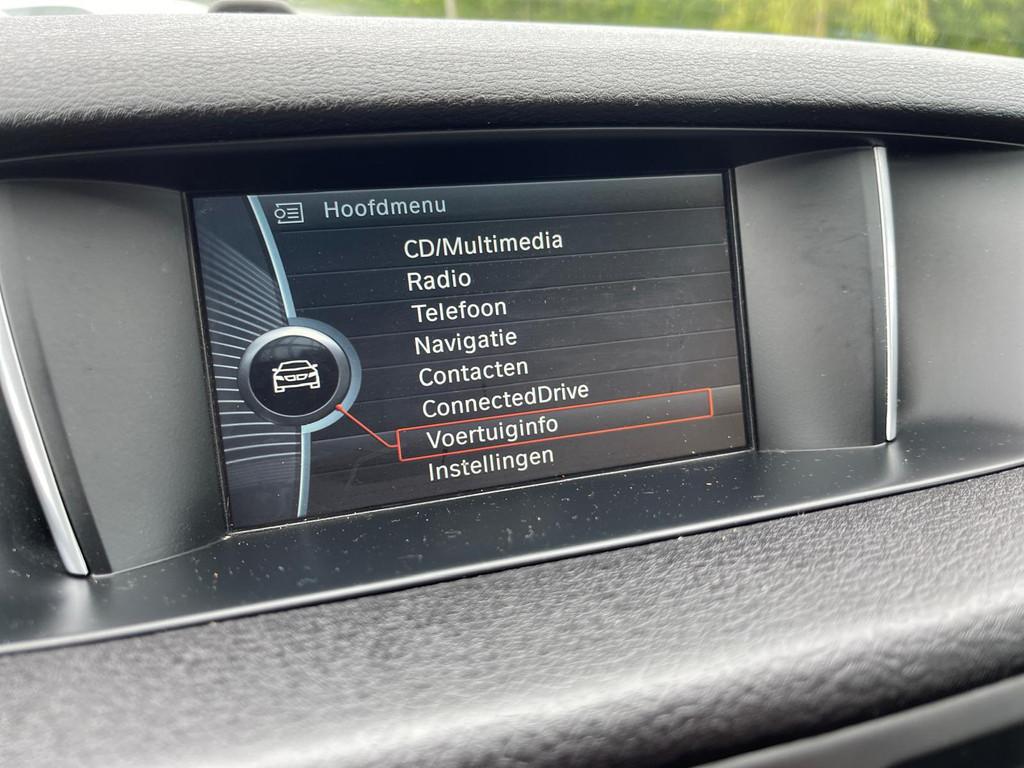 Hoofdmenu
CD/Multimedia
Radio
Telefoon
Navigatie
Contacten
ConnectedDrive
Voertuiginfo
Instellingen